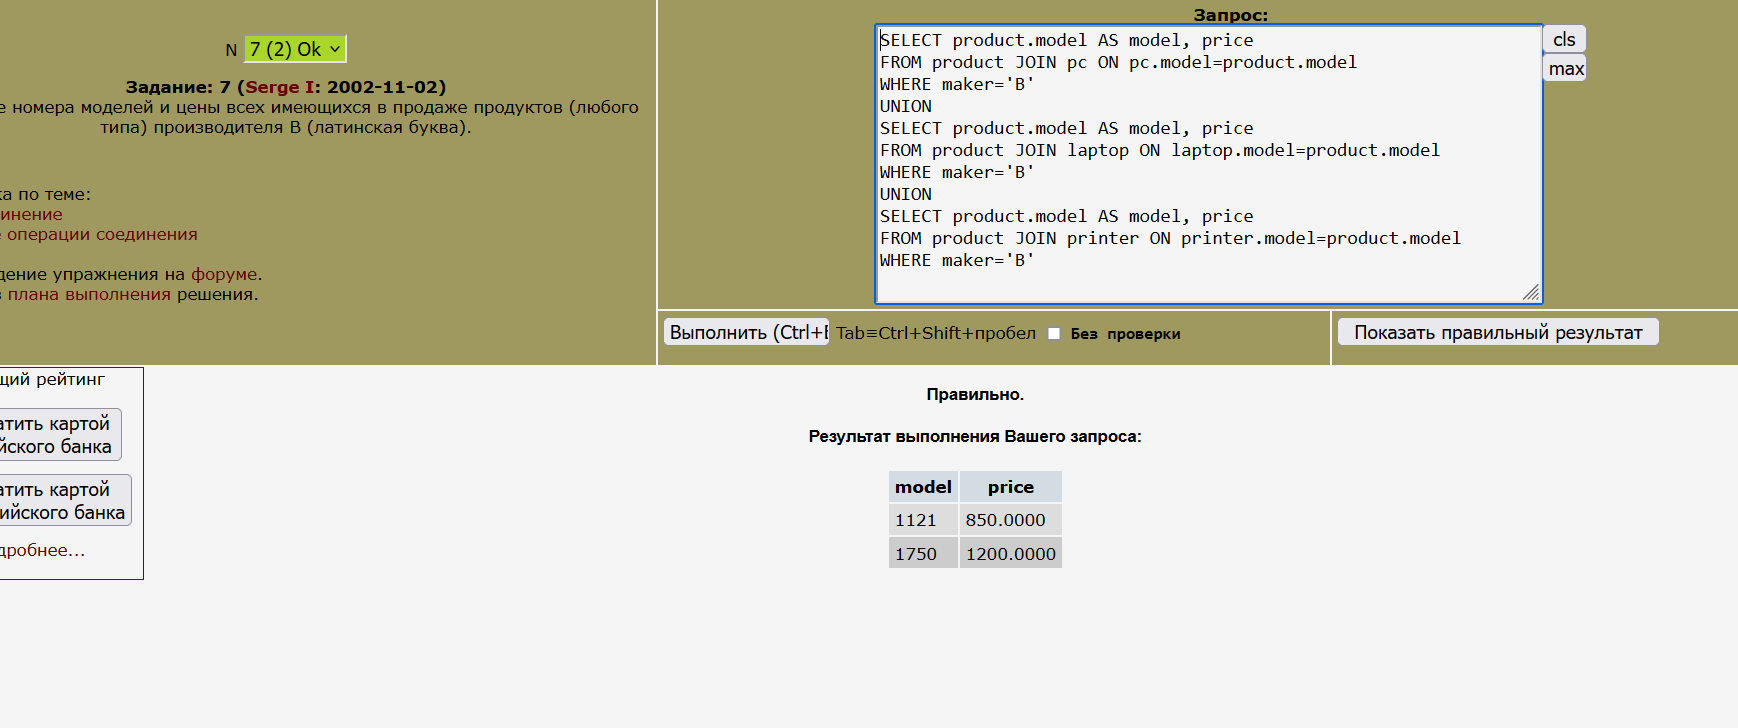 N 7 (2) Ok
Задание: 7 (Serge I: 2002-11-02)
е номера моделей и цены всех имеющихся в продаже продуктов (любого
типа) производителя B (латинская буква).
ка по теме:
инение
е операции соединения
дение упражнения на форуме.
в плана выполнения решения.
Запрос:
SELECT product.model AS model, price
FROM product JOIN pc ON pc.model=product.model
WHERE maker='B'
UNION
SELECT product.model AS model, price
FROM product JOIN laptop ON laptop.model=product.model
WHERE maker='B'
UNION
SELECT product.model AS model, price
FROM product JOIN printer ON printer.model=product.model
WHERE maker='B'
cls
max
Выполнить (Ctrl+E Tab=Ctrl+Shift+пробел Без проверки
Показать правильный результат
щий рейтинг
атить картой
йского банка
атить картой
ийского банка
дробнее...
Правильно.
Результат выполнения Вашего запроса:
model price
1121 850.0000
1750 1200.0000